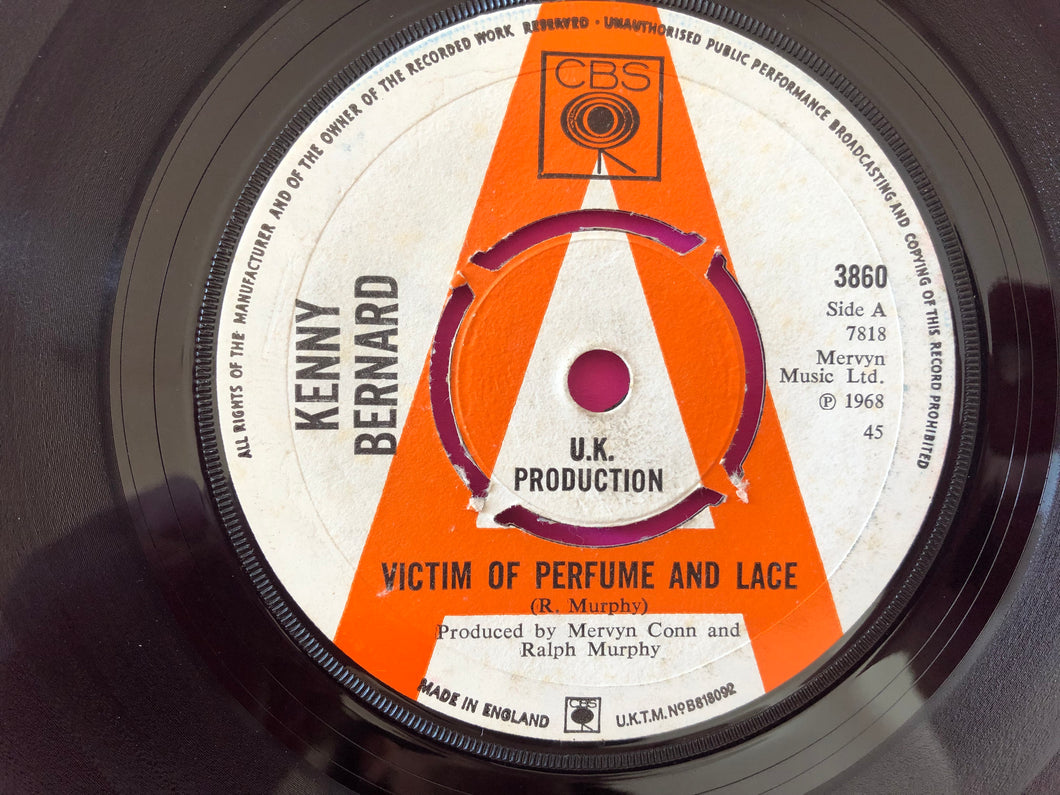 ALL RIGHTS OF THE MANUFACTURER AND OF THE OWNER OF THE RECORDED WORK RESERVED · UNAUTHORISED PUBLIC PERFORMANCE BROADCASTING AND COPYING OF THIS RECORD PROHIBITED
CBS
A
KENNY
BERNARD
3860
Side A
7818
Mervyn
Music Ltd.
℗ 1968
45
U.K.
PRODUCTION
VICTIM OF PERFUME AND LACE
(R. Murphy)
Produced by Mervyn Conn and
Ralph Murphy
MADE IN ENGLAND CBS U.K.T.M. Nº B818092